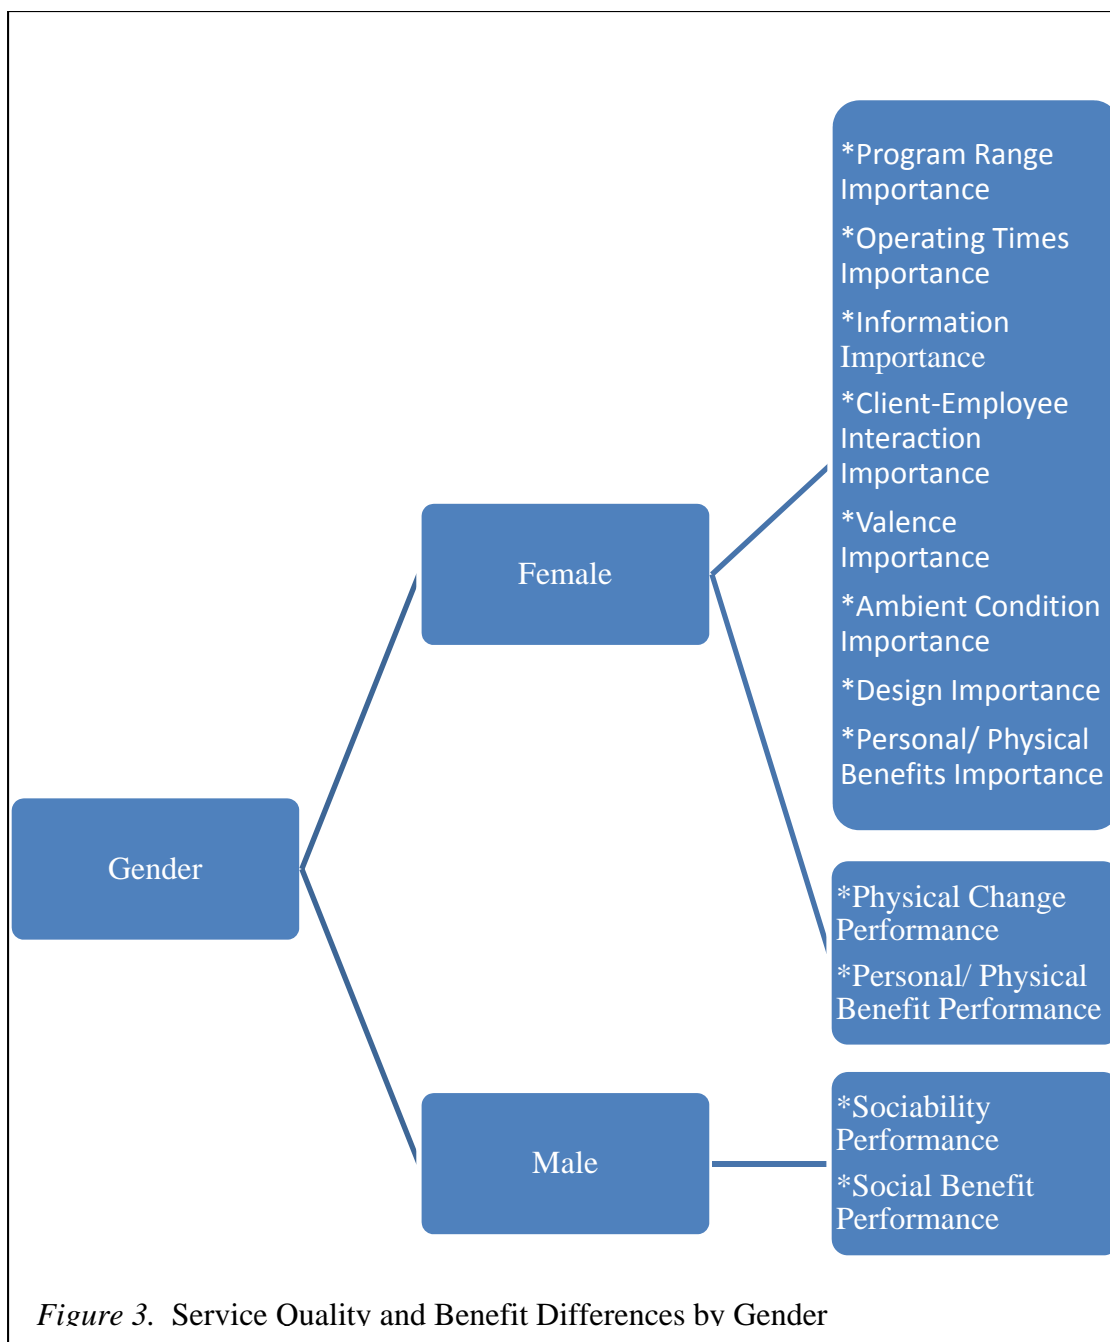 *Program Range
Importance
*Operating Times
Importance
*Information
Importance
*Client-Employee
Interaction
Importance
*Valence
Importance
*Ambient Condition
Importance
*Design Importance
*Personal/ Physical
Benefits Importance
Female
Gender
*Physical Change
Performance
*Personal/ Physical
Benefit Performance
Male
*Sociability
Performance
*Social Benefit
Performance
Figure 3. Service Quality and Benefit Differences by Gender